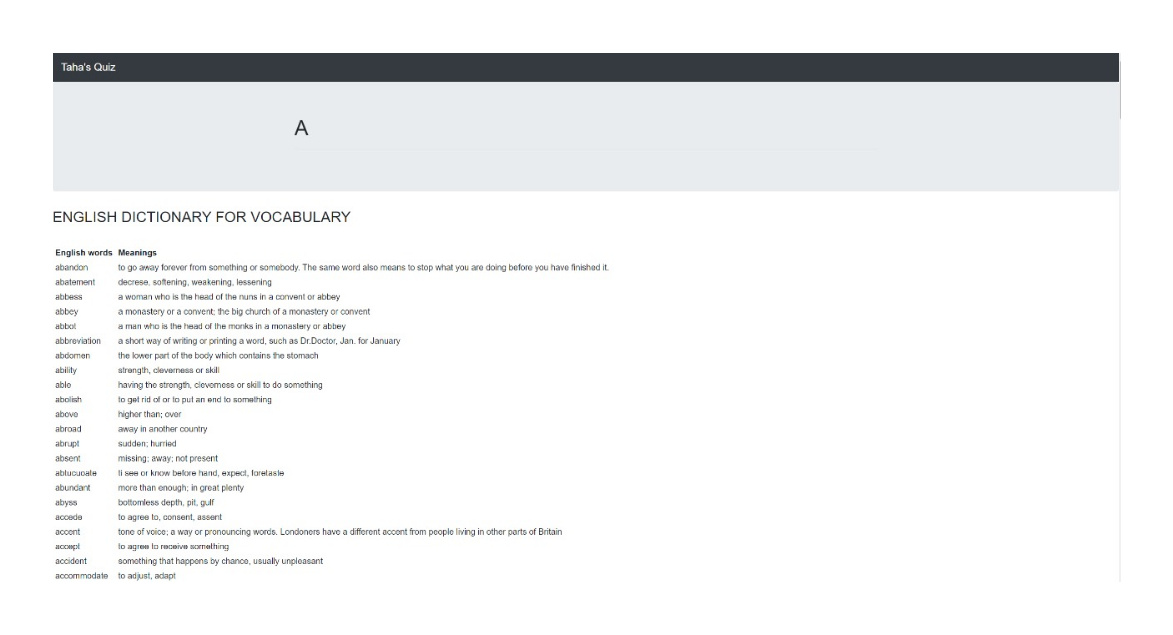 Taha's Quiz
A
ENGLISH DICTIONARY FOR VOCABULARY
English words Meanings
abandon to go away forever from something or somebody. The same word also means to stop what you are doing before you have finished it.
abatement decrese, softening, weakening, lessening
abbess a woman who is the head of the nuns in a convent or abbey
abbey a monastery or a convent; the big church of a monastery or convent
abbot a man who is the head of the monks in a monastery or abbey
abbreviation a short way of writing or printing a word, such as Dr.Doctor, Jan. for January
abdomen the lower part of the body which contains the stomach
ability strength, cleverness or skill
able having the strength, cleverness or skill to do something
abolish to get rid of or to put an end to something
above higher than; over
abroad away in another country
abrupt sudden; hurried
absent missing; away; not present
abtucuoate ti see or know before hand, expect, foretaste
abundant more than enough; in great plenty
abyss bottomless depth, pit, gulf
accede to agree to, consent, assent
accent tone of voice; a way or pronouncing words. Londoners have a different accent from people living in other parts of Britain
accept to agree to receive something
accident something that happens by chance, usually unpleasant
accommodate to adjust, adapt